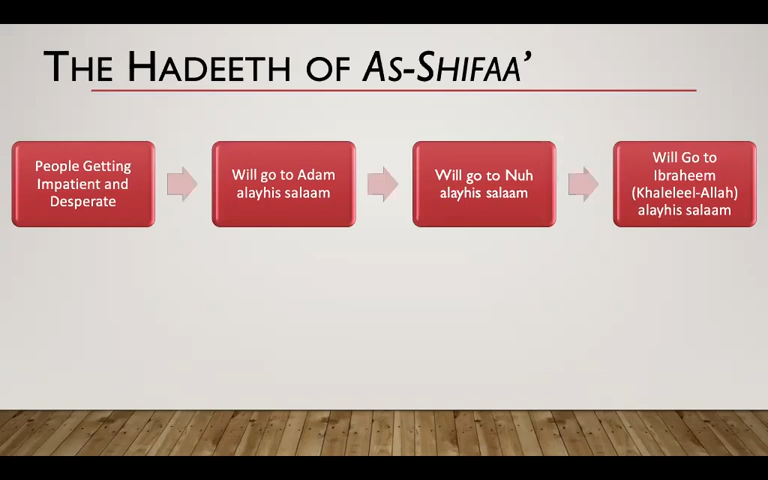 The Hadeeth of As-Shifaa’
People Getting
Impatient and
Desperate
Will go to Adam
alayhis salaam
Will go to Nuh
alayhis salaam
Will Go to
Ibraheem
(Khaleleel-Allah)
alayhis salaam